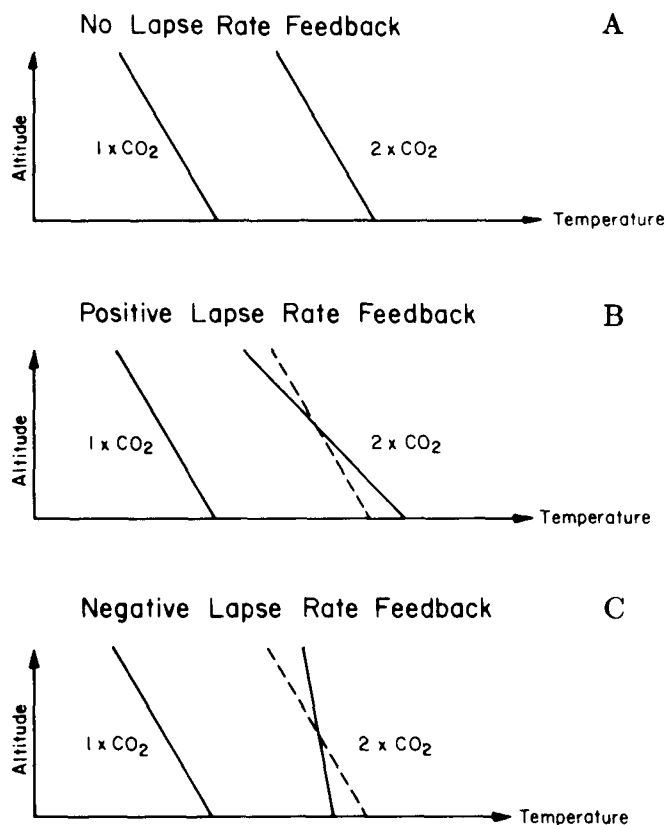 No Lapse Rate Feedback A
Altitude
1 x CO2
2 x CO2
Temperature
Positive Lapse Rate Feedback B
Altitude
1 x CO2
2 x CO2
Temperature
Negative Lapse Rate Feedback C
Altitude
1 x CO2
2 x CO2
Temperature